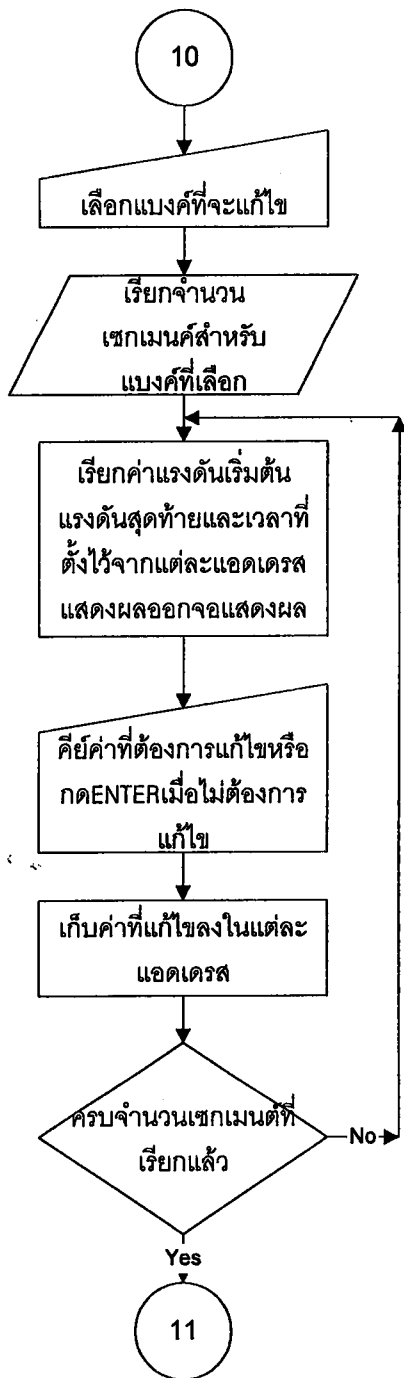 10
เลือกแบงค์ที่จะแก้ไข
เรียกจำนวน
เซกเมนค์สำหรับ
แบงค์ที่เลือก
เรียกค่าแรงดันเริ่มต้น
แรงดันสุดท้ายและเวลาที่
ตั้งไว้จากแต่ละแอดเดรส
แสดงผลออกจอแสดงผล
คีย์ค่าที่ต้องการแก้ไขหรือ
กดENTERเมื่อไม่ต้องการ
แก้ไข
เก็บค่าที่แก้ไขลงในแต่ละ
แอดเดรส
ครบจำนวนเซกเมนต์ที่
เรียกแล้ว
No
Yes
11